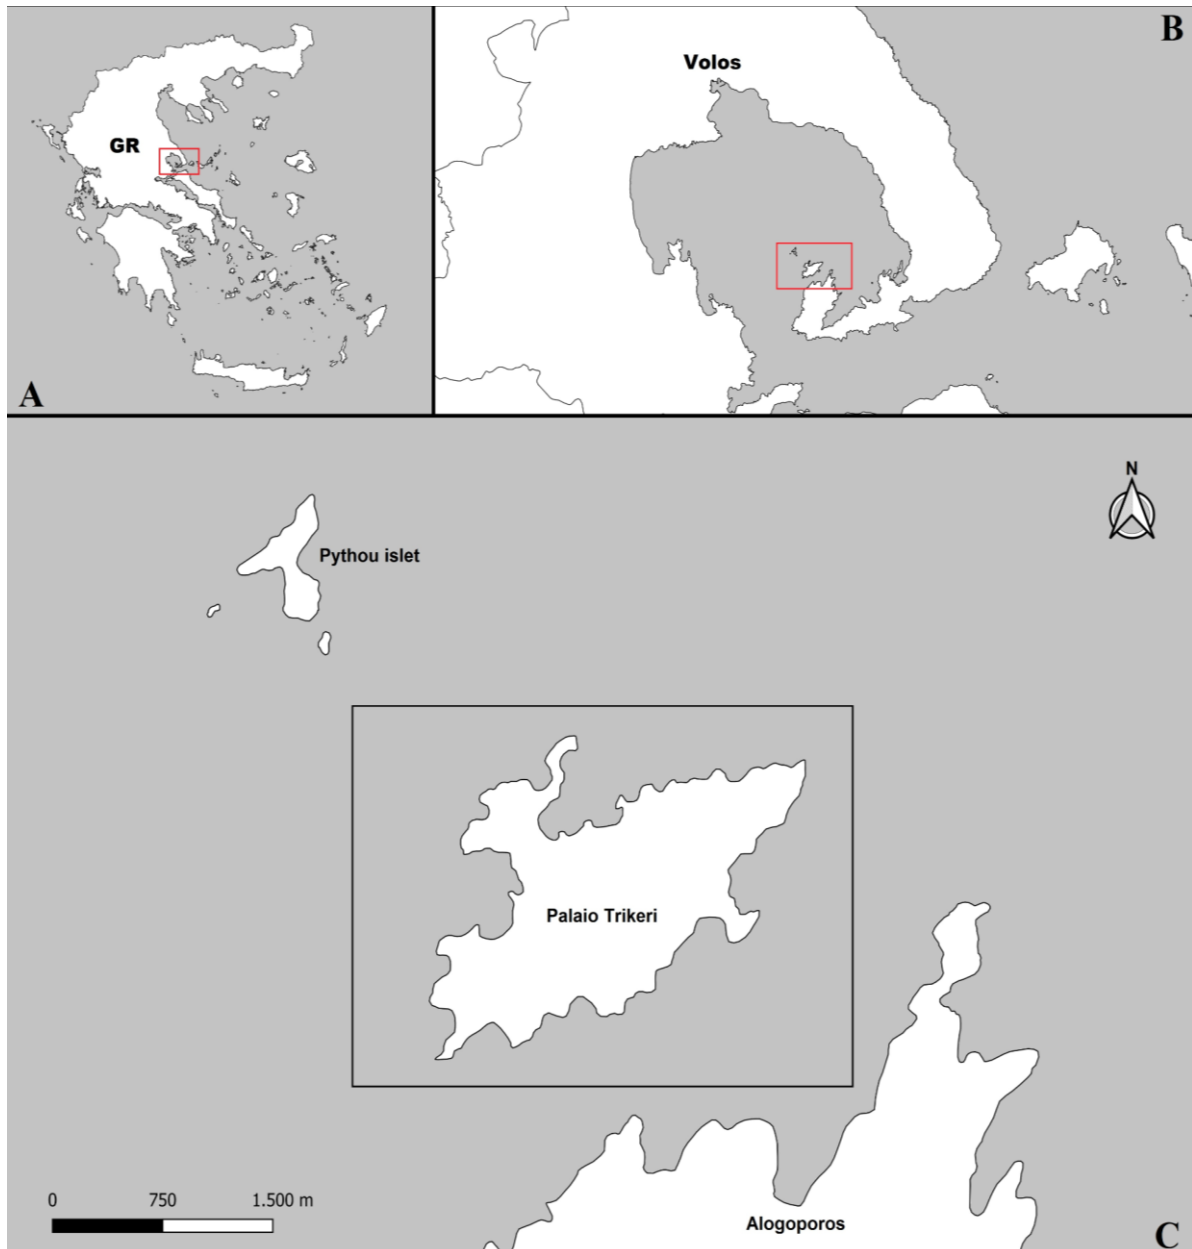 GR
A
Volos
B
N
Pythou islet
Palaio Trikeri
0 750 1.500 m
Alogoporos
C